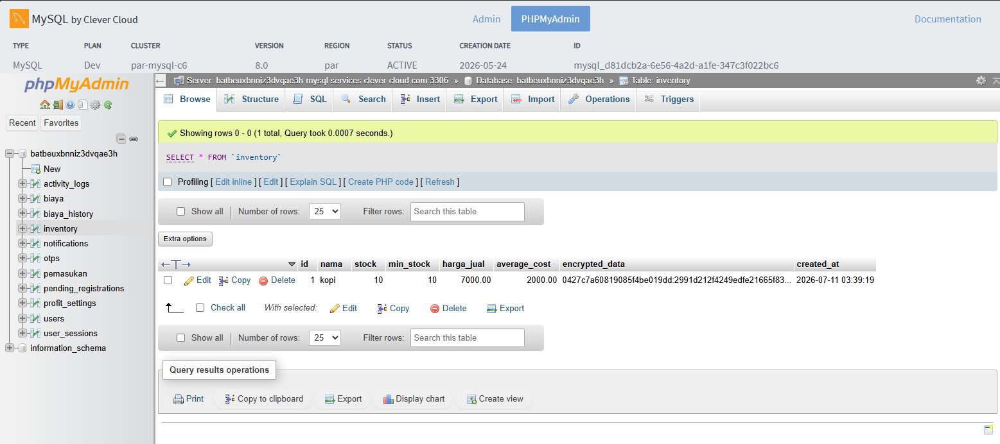 MySQL by Clever Cloud
Admin
PHPMyAdmin
Documentation
TYPE PLAN CLUSTER VERSION REGION STATUS CREATION DATE ID
MySQL Dev par-mysql-c6 8.0 par ACTIVE 2026-05-24 mysql_d81dcb2a-6e56-4a2d-a1fe-347c3f022bc6
phpMyAdmin
Recent Favorites
batbeuxbnniz3dvqae3h
New
activity_logs
biaya
biaya_history
inventory
notifications
otps
pemasukan
pending_registrations
profit_settings
users
user_sessions
information_schema
Server: batbeuxbnniz3dvqae3h-mysql.services.clever-cloud.com:3306 » Database: batbeuxbnniz3dvqae3h » Table: inventory
Browse Structure SQL Search Insert Export Import Operations Triggers
Showing rows 0 - 0 (1 total, Query took 0.0007 seconds.)
SELECT * FROM `inventory`
Profiling [ Edit inline ] [ Edit ] [ Explain SQL ] [ Create PHP code ] [ Refresh ]
Show all Number of rows: 25 Filter rows: Search this table
Extra options
id nama stock min_stock harga_jual average_cost encrypted_data created_at
Edit Copy Delete 1 kopi 10 10 7000.00 2000.00 0427c7a60819085f4be019dd:2991d212f4249edfe21665f83... 2026-07-11 03:39:19
Check all With selected: Edit Copy Delete Export
Show all Number of rows: 25 Filter rows: Search this table
Query results operations
Print Copy to clipboard Export Display chart Create view